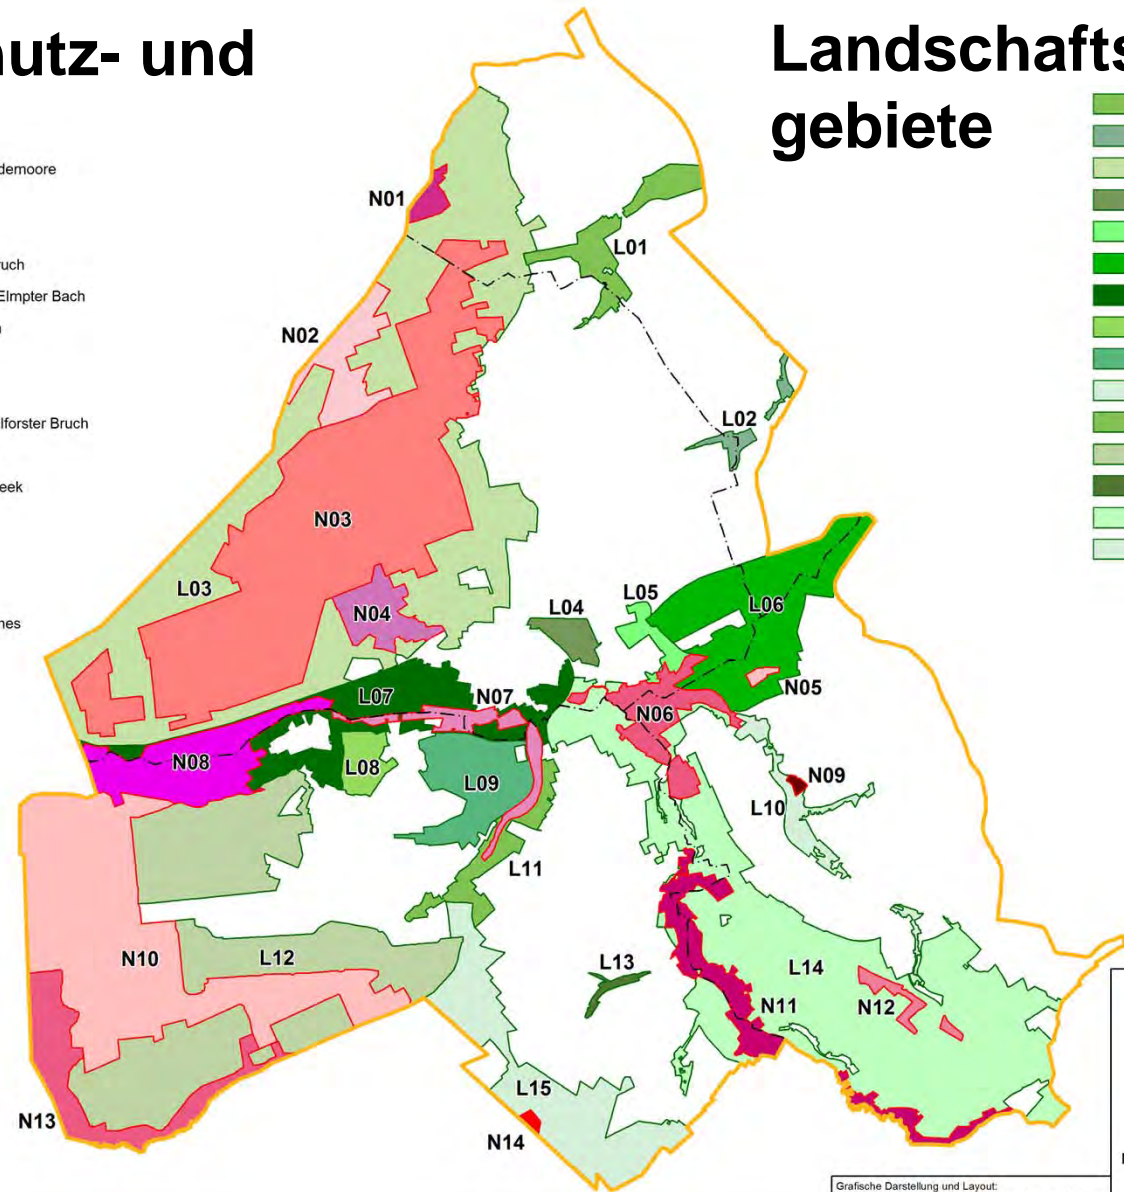 hutz- und
Landschafts
gebiete
demoore
ruch
Elmpter Bach
lforster Bruch
eek
nes
N01
L01
N02
L02
N03
L03
N04
L04
L05
L06
N05
L07
N07
N06
N08
L08
L09
N09
L10
L11
N10
L12
L13
L14
N11
N12
N13
L15
N14
Grafische Darstellung und Layout: